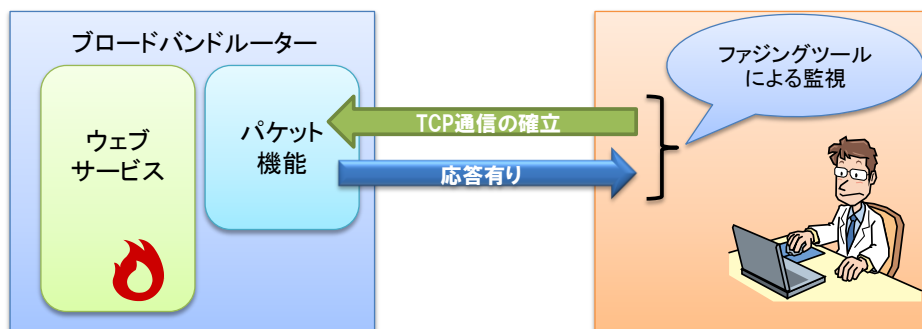 ブロードバンドルーター
ウェブ
サービス
パケット
機能
TCP通信の確立
応答有り
ファジングツール
による監視